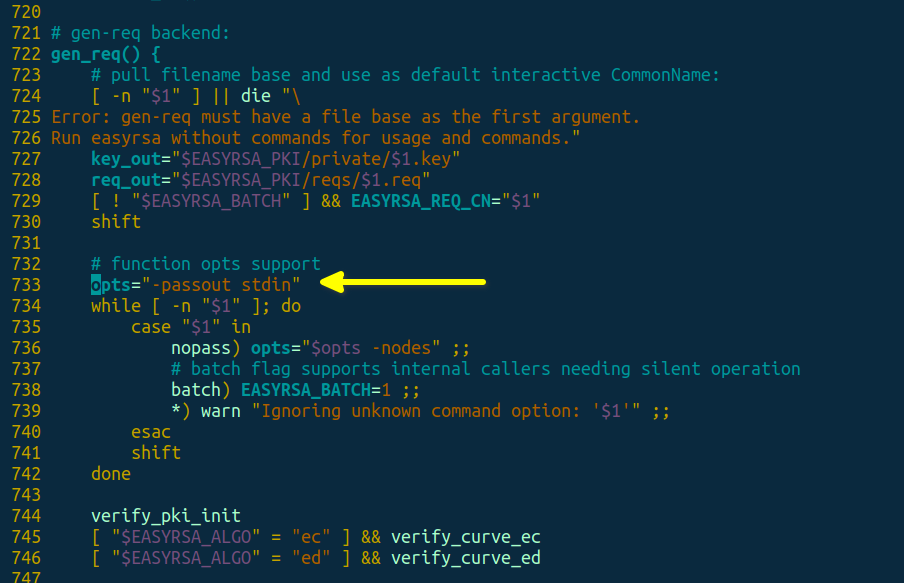 720
721 # gen-req backend:
722 gen_req() {
723     # pull filename base and use as default interactive CommonName:
724     [ -n "$1" ] || die "\
725 Error: gen-req must have a file base as the first argument.
726 Run easyrsa without commands for usage and commands."
727     key_out="$EASYRSA_PKI/private/$1.key"
728     req_out="$EASYRSA_PKI/reqs/$1.req"
729     [ ! "$EASYRSA_BATCH" ] && EASYRSA_REQ_CN="$1"
730     shift
731
732     # function opts support
733     opts="-passout stdin"
734     while [ -n "$1" ]; do
735         case "$1" in
736             nopass) opts="$opts -nodes" ;;
737             # batch flag supports internal callers needing silent operation
738             batch) EASYRSA_BATCH=1 ;;
739             *) warn "Ignoring unknown command option: '$1'" ;;
740         esac
741         shift
742     done
743
744     verify_pki_init
745     [ "$EASYRSA_ALGO" = "ec" ] && verify_curve_ec
746     [ "$EASYRSA_ALGO" = "ed" ] && verify_curve_ed
747